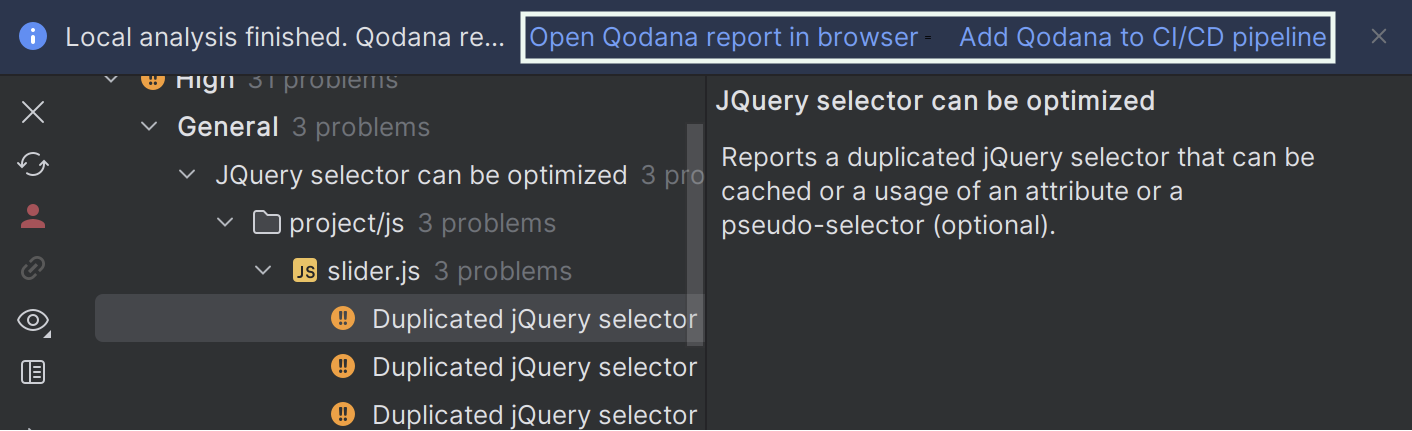 Local analysis finished. Qodana re... Open Qodana report in browser - Add Qodana to CI/CD pipeline
High 31 problems
General 3 problems
JQuery selector can be optimized 3 pro
project/js 3 problems
JS slider.js 3 problems
Duplicated jQuery selector
Duplicated jQuery selector
Duplicated jQuery selector
JQuery selector can be optimized
Reports a duplicated jQuery selector that can be
cached or a usage of an attribute or a
pseudo-selector (optional).